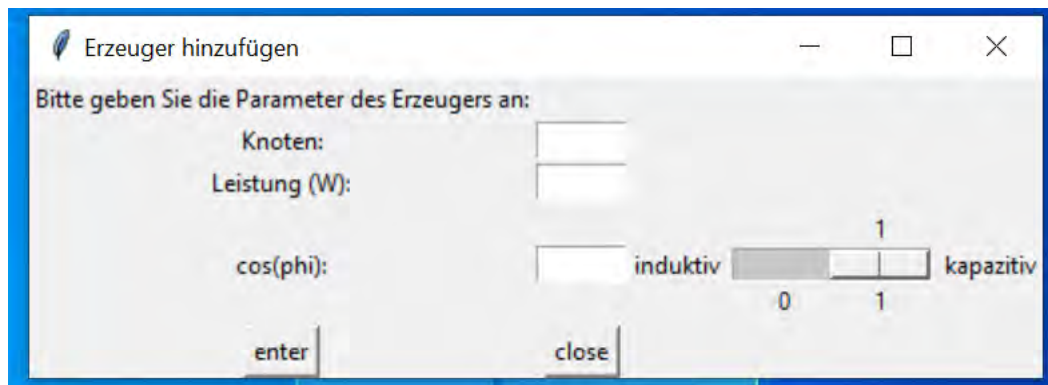 Erzeuger hinzufügen
Bitte geben Sie die Parameter des Erzeugers an:
Knoten:
Leistung (W):
1
cos(phi): induktiv kapazitiv
0 1
enter close